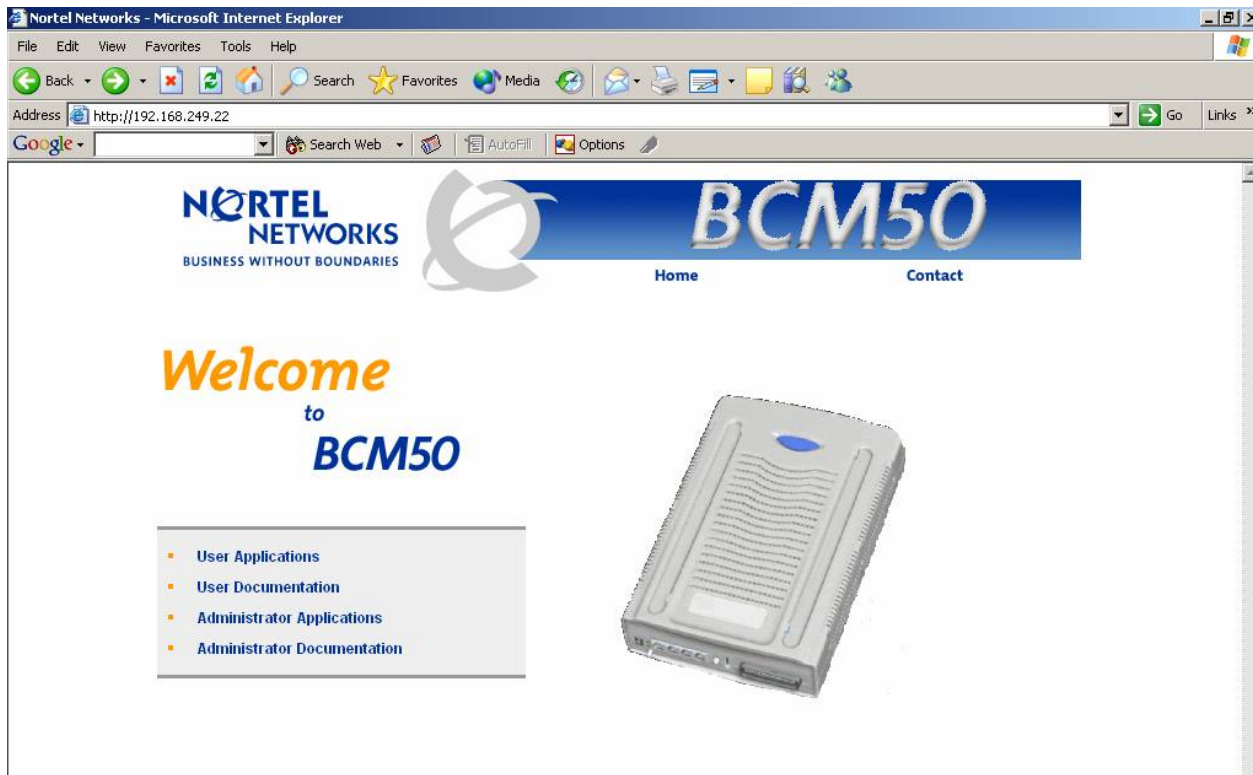 Nortel Networks - Microsoft Internet Explorer
File Edit View Favorites Tools Help
Back Search Favorites Media
Address http://192.168.249.22 Go Links »
Google Search Web AutoFill Options
NORTEL
NETWORKS
BUSINESS WITHOUT BOUNDARIES
BCM50
Home Contact
Welcome
to
BCM50
User Applications
User Documentation
Administrator Applications
Administrator Documentation